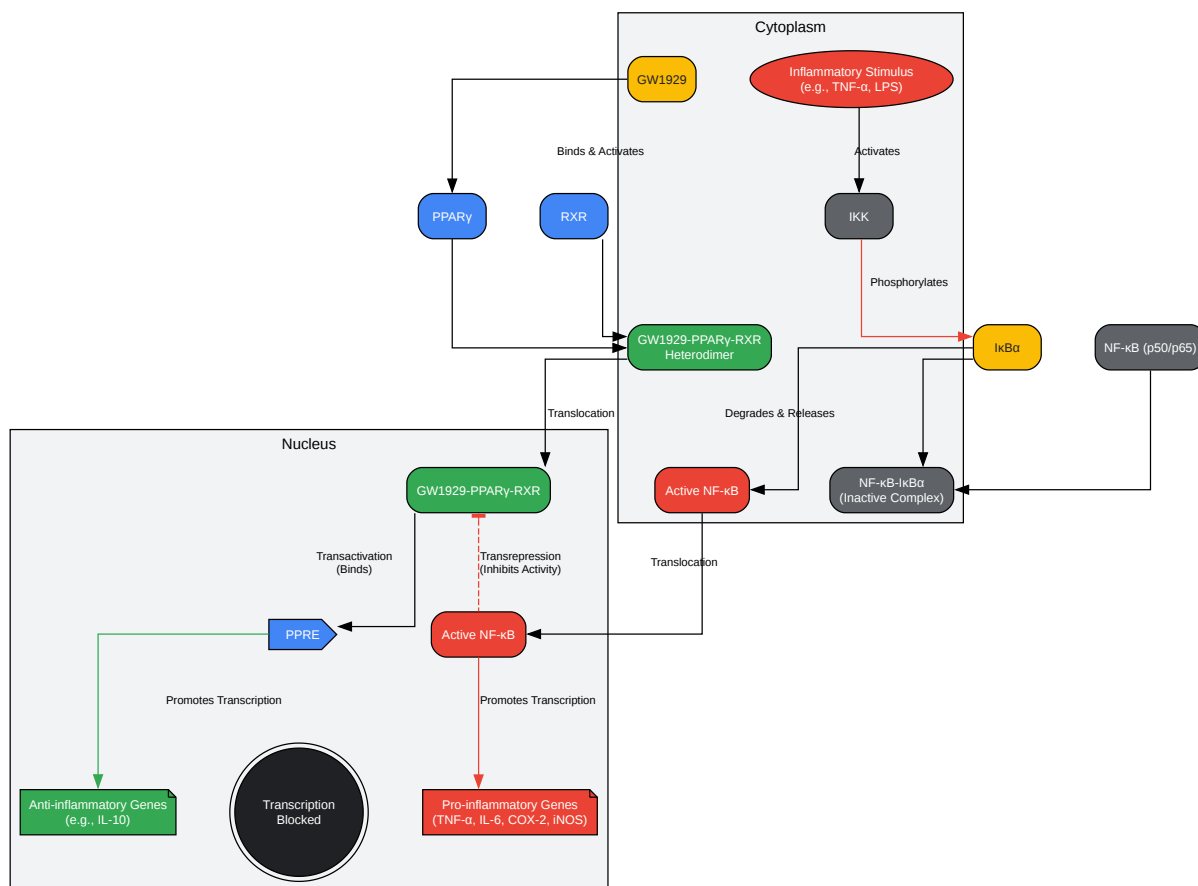 Cytoplasm
GW1929
Inflammatory Stimulus
(e.g., TNF-α, LPS)
Binds & Activates
Activates
PPARγ
RXR
IKK
Phosphorylates
GW1929-PPARγ-RXR
Heterodimer
IκBα
NF-κB (p50/p65)
Translocation
Degrades & Releases
Nucleus
GW1929-PPARγ-RXR
Active NF-κB
NF-κB-IκBα
(Inactive Complex)
Transactivation
(Binds)
Transrepression
(Inhibits Activity)
Translocation
PPRE
Active NF-κB
Promotes Transcription
Promotes Transcription
Anti-inflammatory Genes
(e.g., IL-10)
Transcription
Blocked
Pro-inflammatory Genes
(TNF-α, IL-6, COX-2, iNOS)